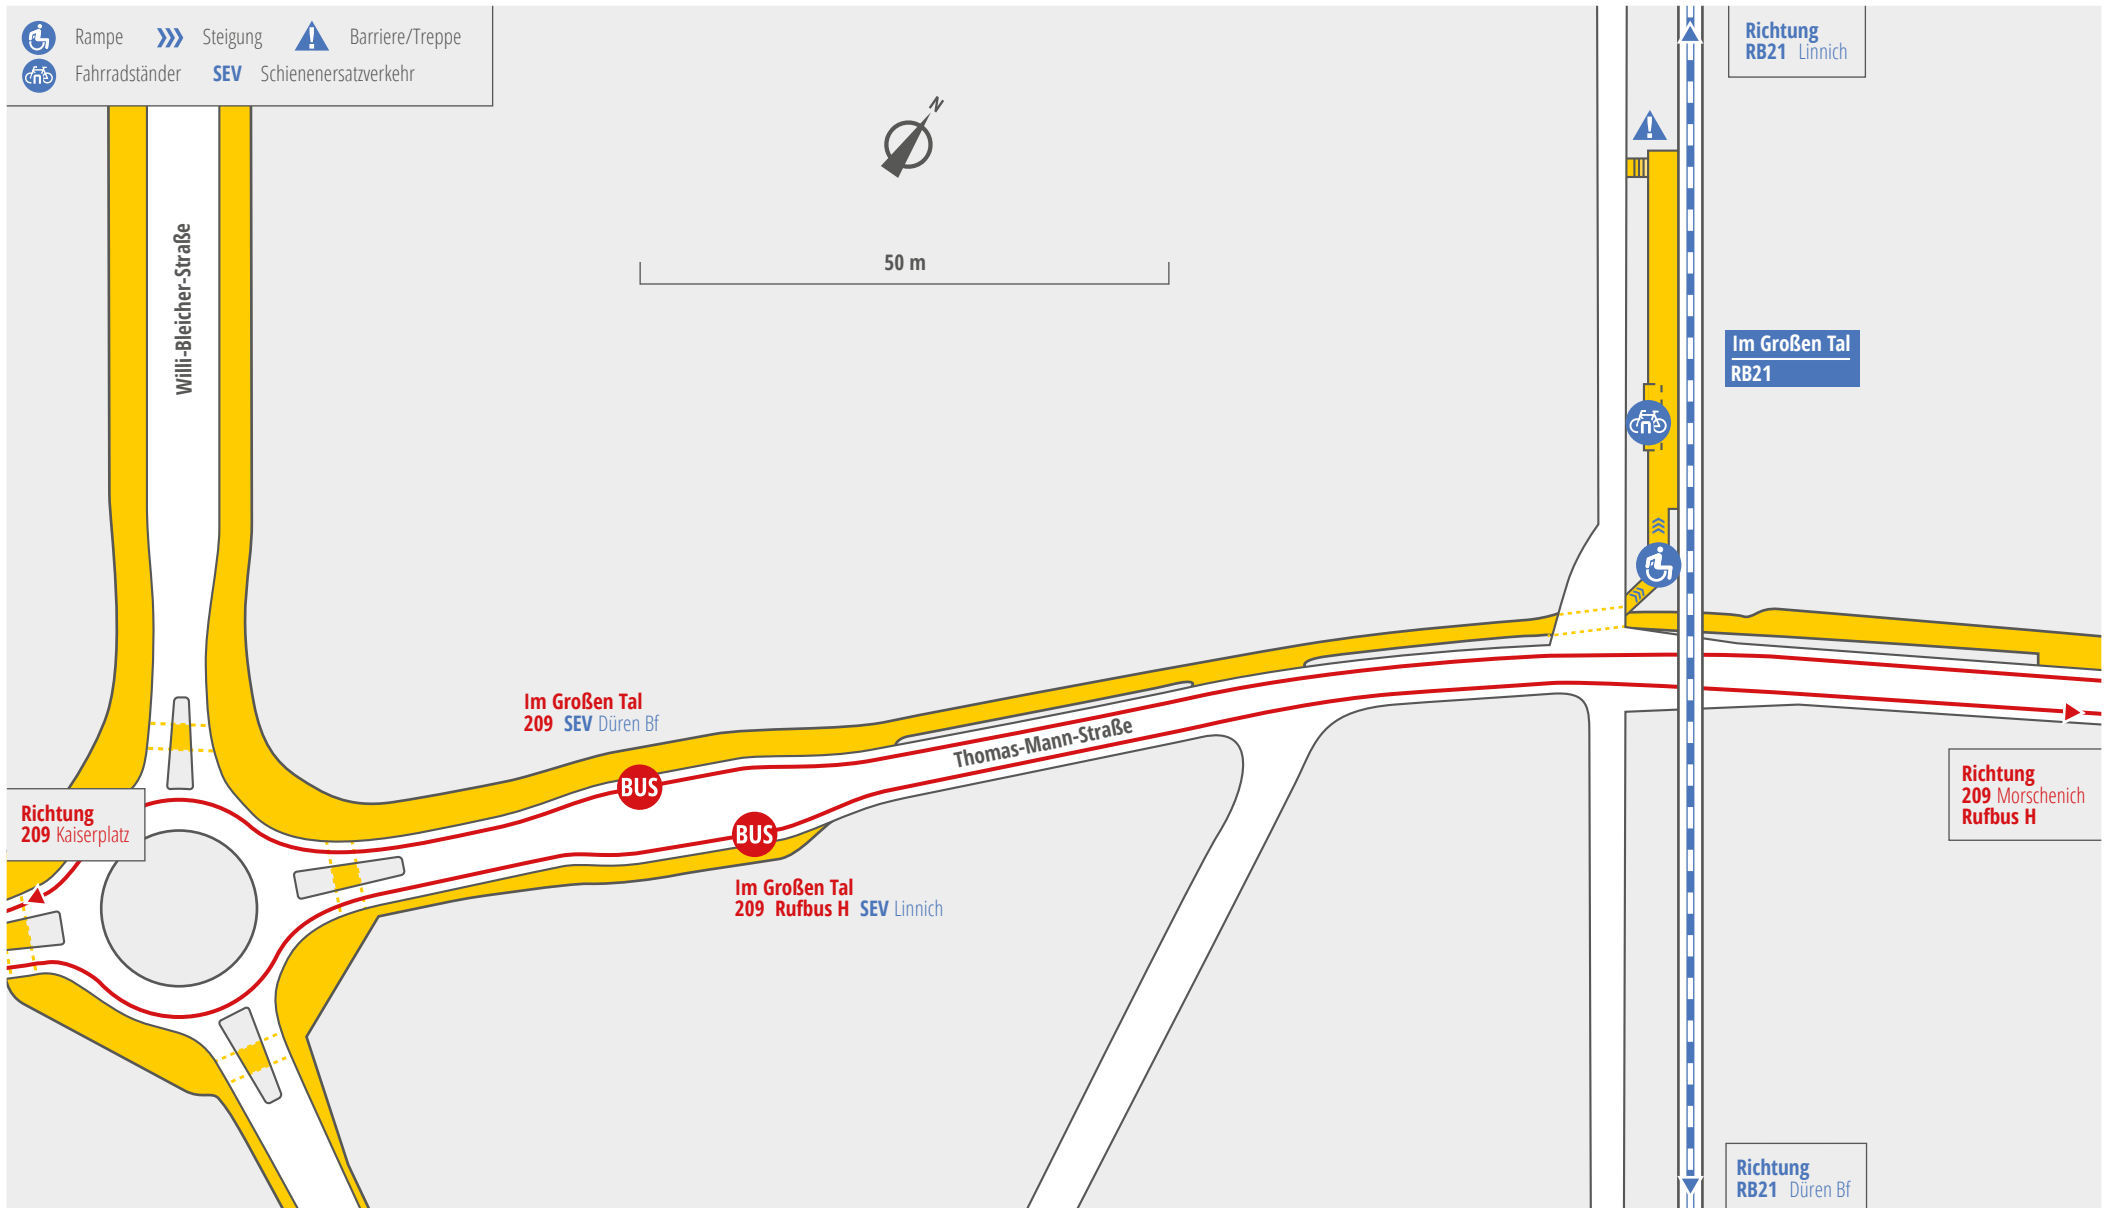 Rampe
Steigung
Barriere/Treppe
Fahrradständer
SEV Schienenersatzverkehr
N
50 m
Willi-Bleicher-Straße
Richtung
RB21 Linnich
Im Großen Tal
RB21
Im Großen Tal
209 SEV Düren Bf
BUS
Thomas-Mann-Straße
BUS
Im Großen Tal
209 Rufbus H SEV Linnich
Richtung
209 Kaiserplatz
Richtung
209 Morschenich
Rufbus H
Richtung
RB21 Düren Bf